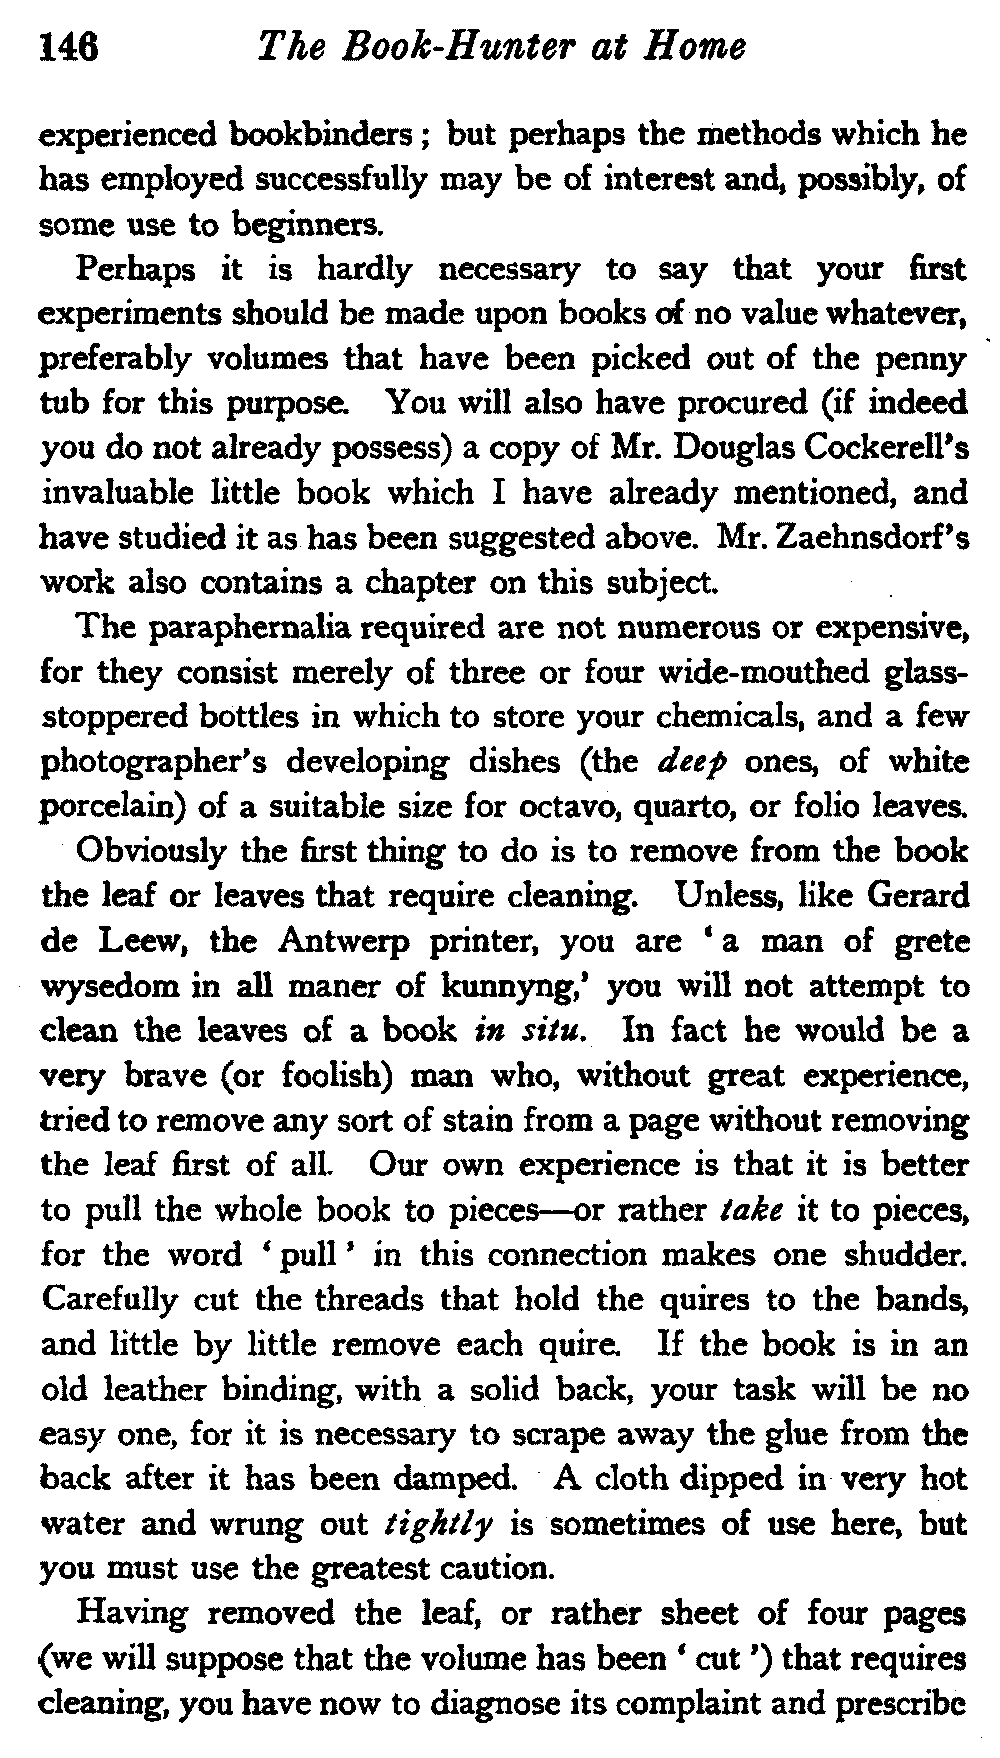 146 The Book-Hunter at Home
experienced bookbinders; but perhaps the methods which he
has employed successfully may be of interest and, possibly, of
some use to beginners.
Perhaps it is hardly necessary to say that your first
experiments should be made upon books of no value whatever,
preferably volumes that have been picked out of the penny
tub for this purpose. You will also have procured (if indeed
you do not already possess) a copy of Mr. Douglas Cockerell's
invaluable little book which I have already mentioned, and
have studied it as has been suggested above. Mr. Zaehnsdorf's
work also contains a chapter on this subject.
The paraphernalia required are not numerous or expensive,
for they consist merely of three or four wide-mouthed glass-
stoppered bottles in which to store your chemicals, and a few
photographer's developing dishes (the deep ones, of white
porcelain) of a suitable size for octavo, quarto, or folio leaves.
Obviously the first thing to do is to remove from the book
the leaf or leaves that require cleaning. Unless, like Gerard
de Leew, the Antwerp printer, you are ‘a man of grete
wysedom in all maner of kunnyng,’ you will not attempt to
clean the leaves of a book in situ. In fact he would be a
very brave (or foolish) man who, without great experience,
tried to remove any sort of stain from a page without removing
the leaf first of all. Our own experience is that it is better
to pull the whole book to pieces—or rather take it to pieces,
for the word ‘pull’ in this connection makes one shudder.
Carefully cut the threads that hold the quires to the bands,
and little by little remove each quire. If the book is in an
old leather binding, with a solid back, your task will be no
easy one, for it is necessary to scrape away the glue from the
back after it has been damped. A cloth dipped in very hot
water and wrung out tightly is sometimes of use here, but
you must use the greatest caution.
Having removed the leaf, or rather sheet of four pages
(we will suppose that the volume has been ‘cut’) that requires
cleaning, you have now to diagnose its complaint and prescribe